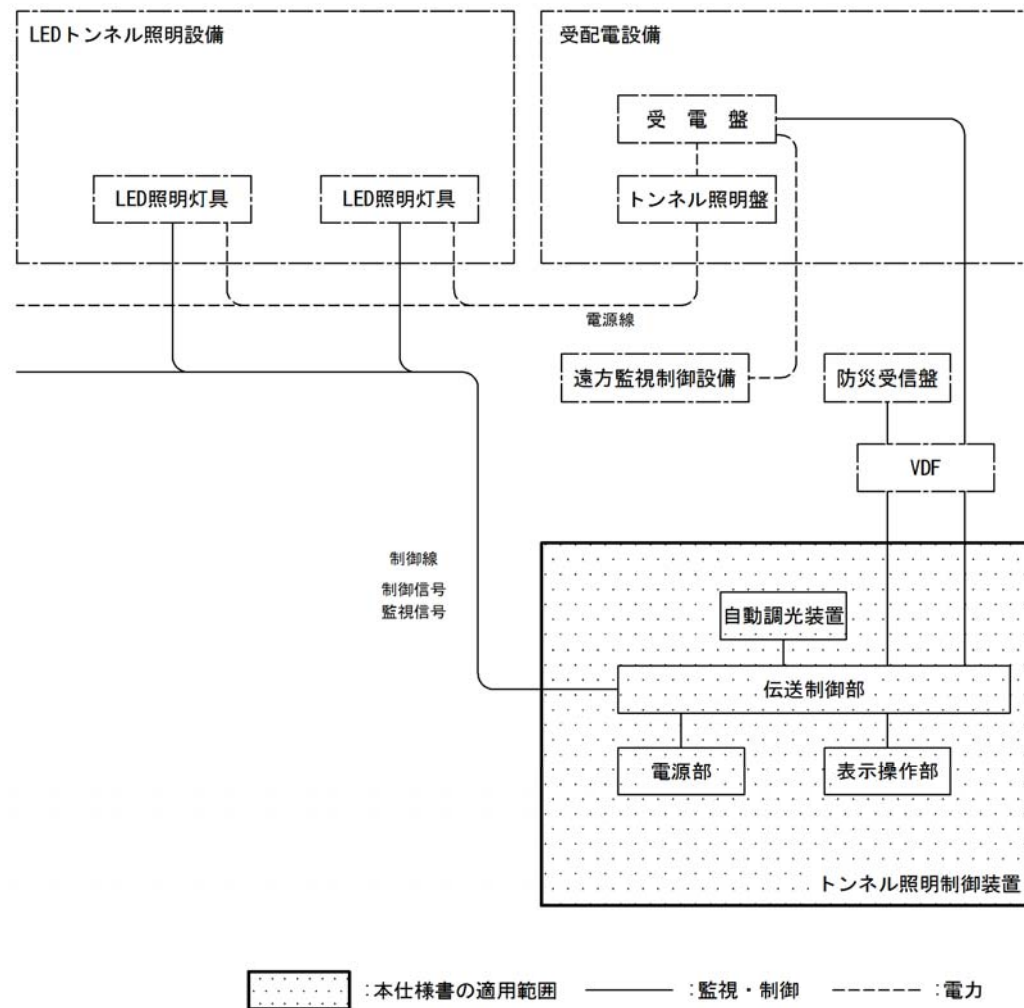 LEDトンネル照明設備
受配電設備
受 電 盤
LED照明灯具
LED照明灯具
トンネル照明盤
電源線
遠方監視制御設備
防災受信盤
VDF
制御線
制御信号
監視信号
自動調光装置
伝送制御部
電源部
表示操作部
トンネル照明制御装置
:本仕様書の適用範囲
:監視・制御
:電力